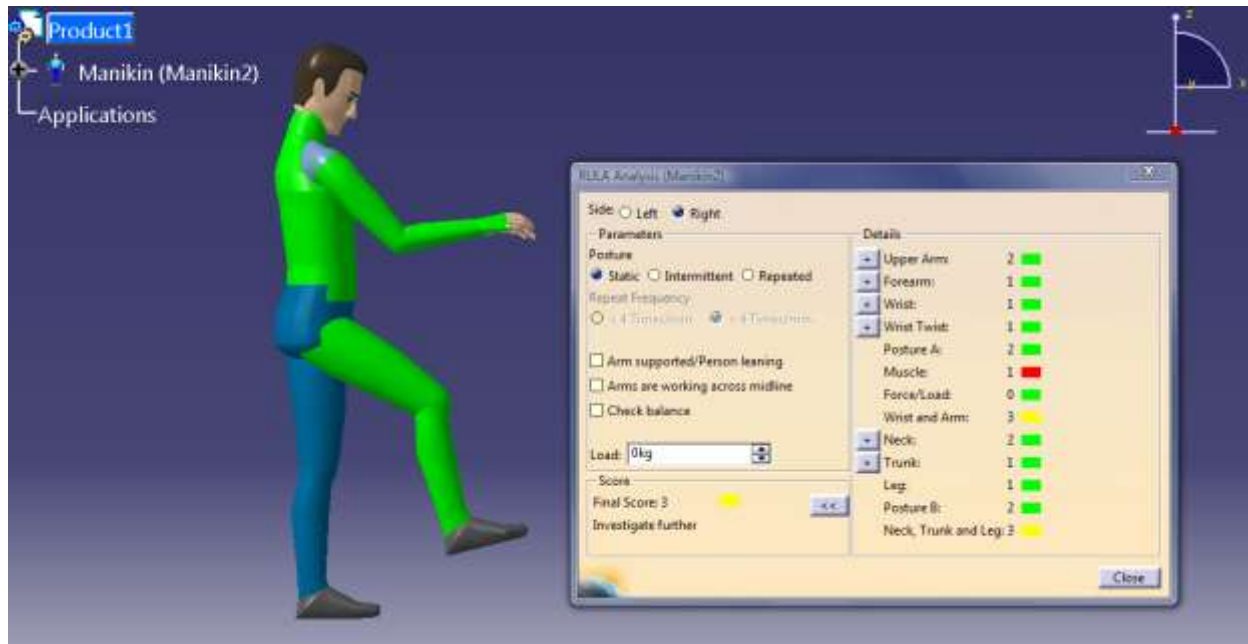 Product1
Manikin (Manikin2)
Applications
z
y
x
RULA Analysis (Manikin2)
Side: Left Right
Parameters
Posture
Static Intermittent Repeated
Repeat Frequency
Arm supported/Person leaning
Arms are working across midline
Check balance
Load: 0kg
Score
Final Score: 3
<<
Investigate further
Details
+ Upper Arm: 2
+ Forearm: 1
+ Wrist: 1
+ Wrist Twist: 1
Posture A: 2
Muscle: 1
Force/Load: 0
Wrist and Arm: 3
+ Neck: 2
+ Trunk: 1
Leg: 1
Posture B: 2
Neck, Trunk and Leg: 3
Close